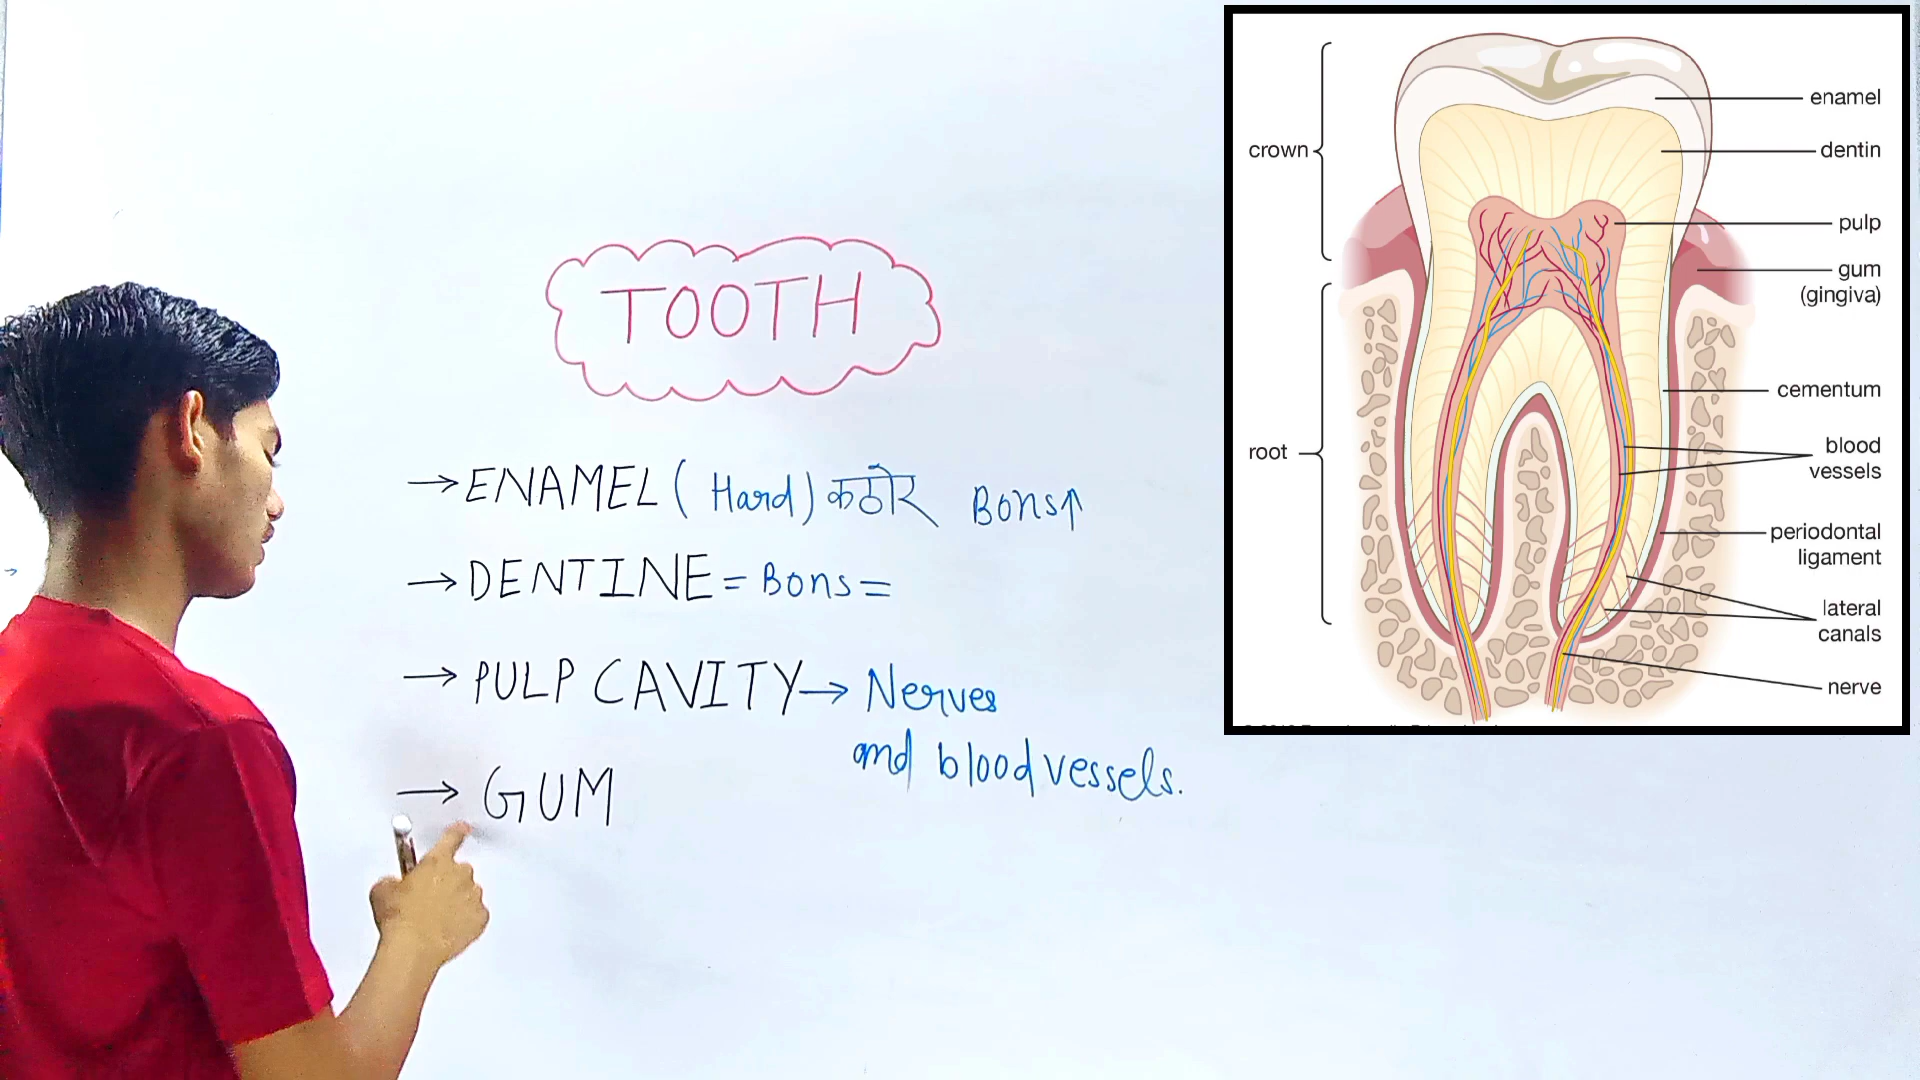 TOOTH
→ENAMEL (Hard) कठोर Bons↑
→DENTINE = Bons =
→PULP CAVITY→ Nerves
and blood vessels.
→ GUM
crown
root
enamel
dentin
pulp
gum
(gingiva)
cementum
blood
vessels
periodontal
ligament
lateral
canals
nerve